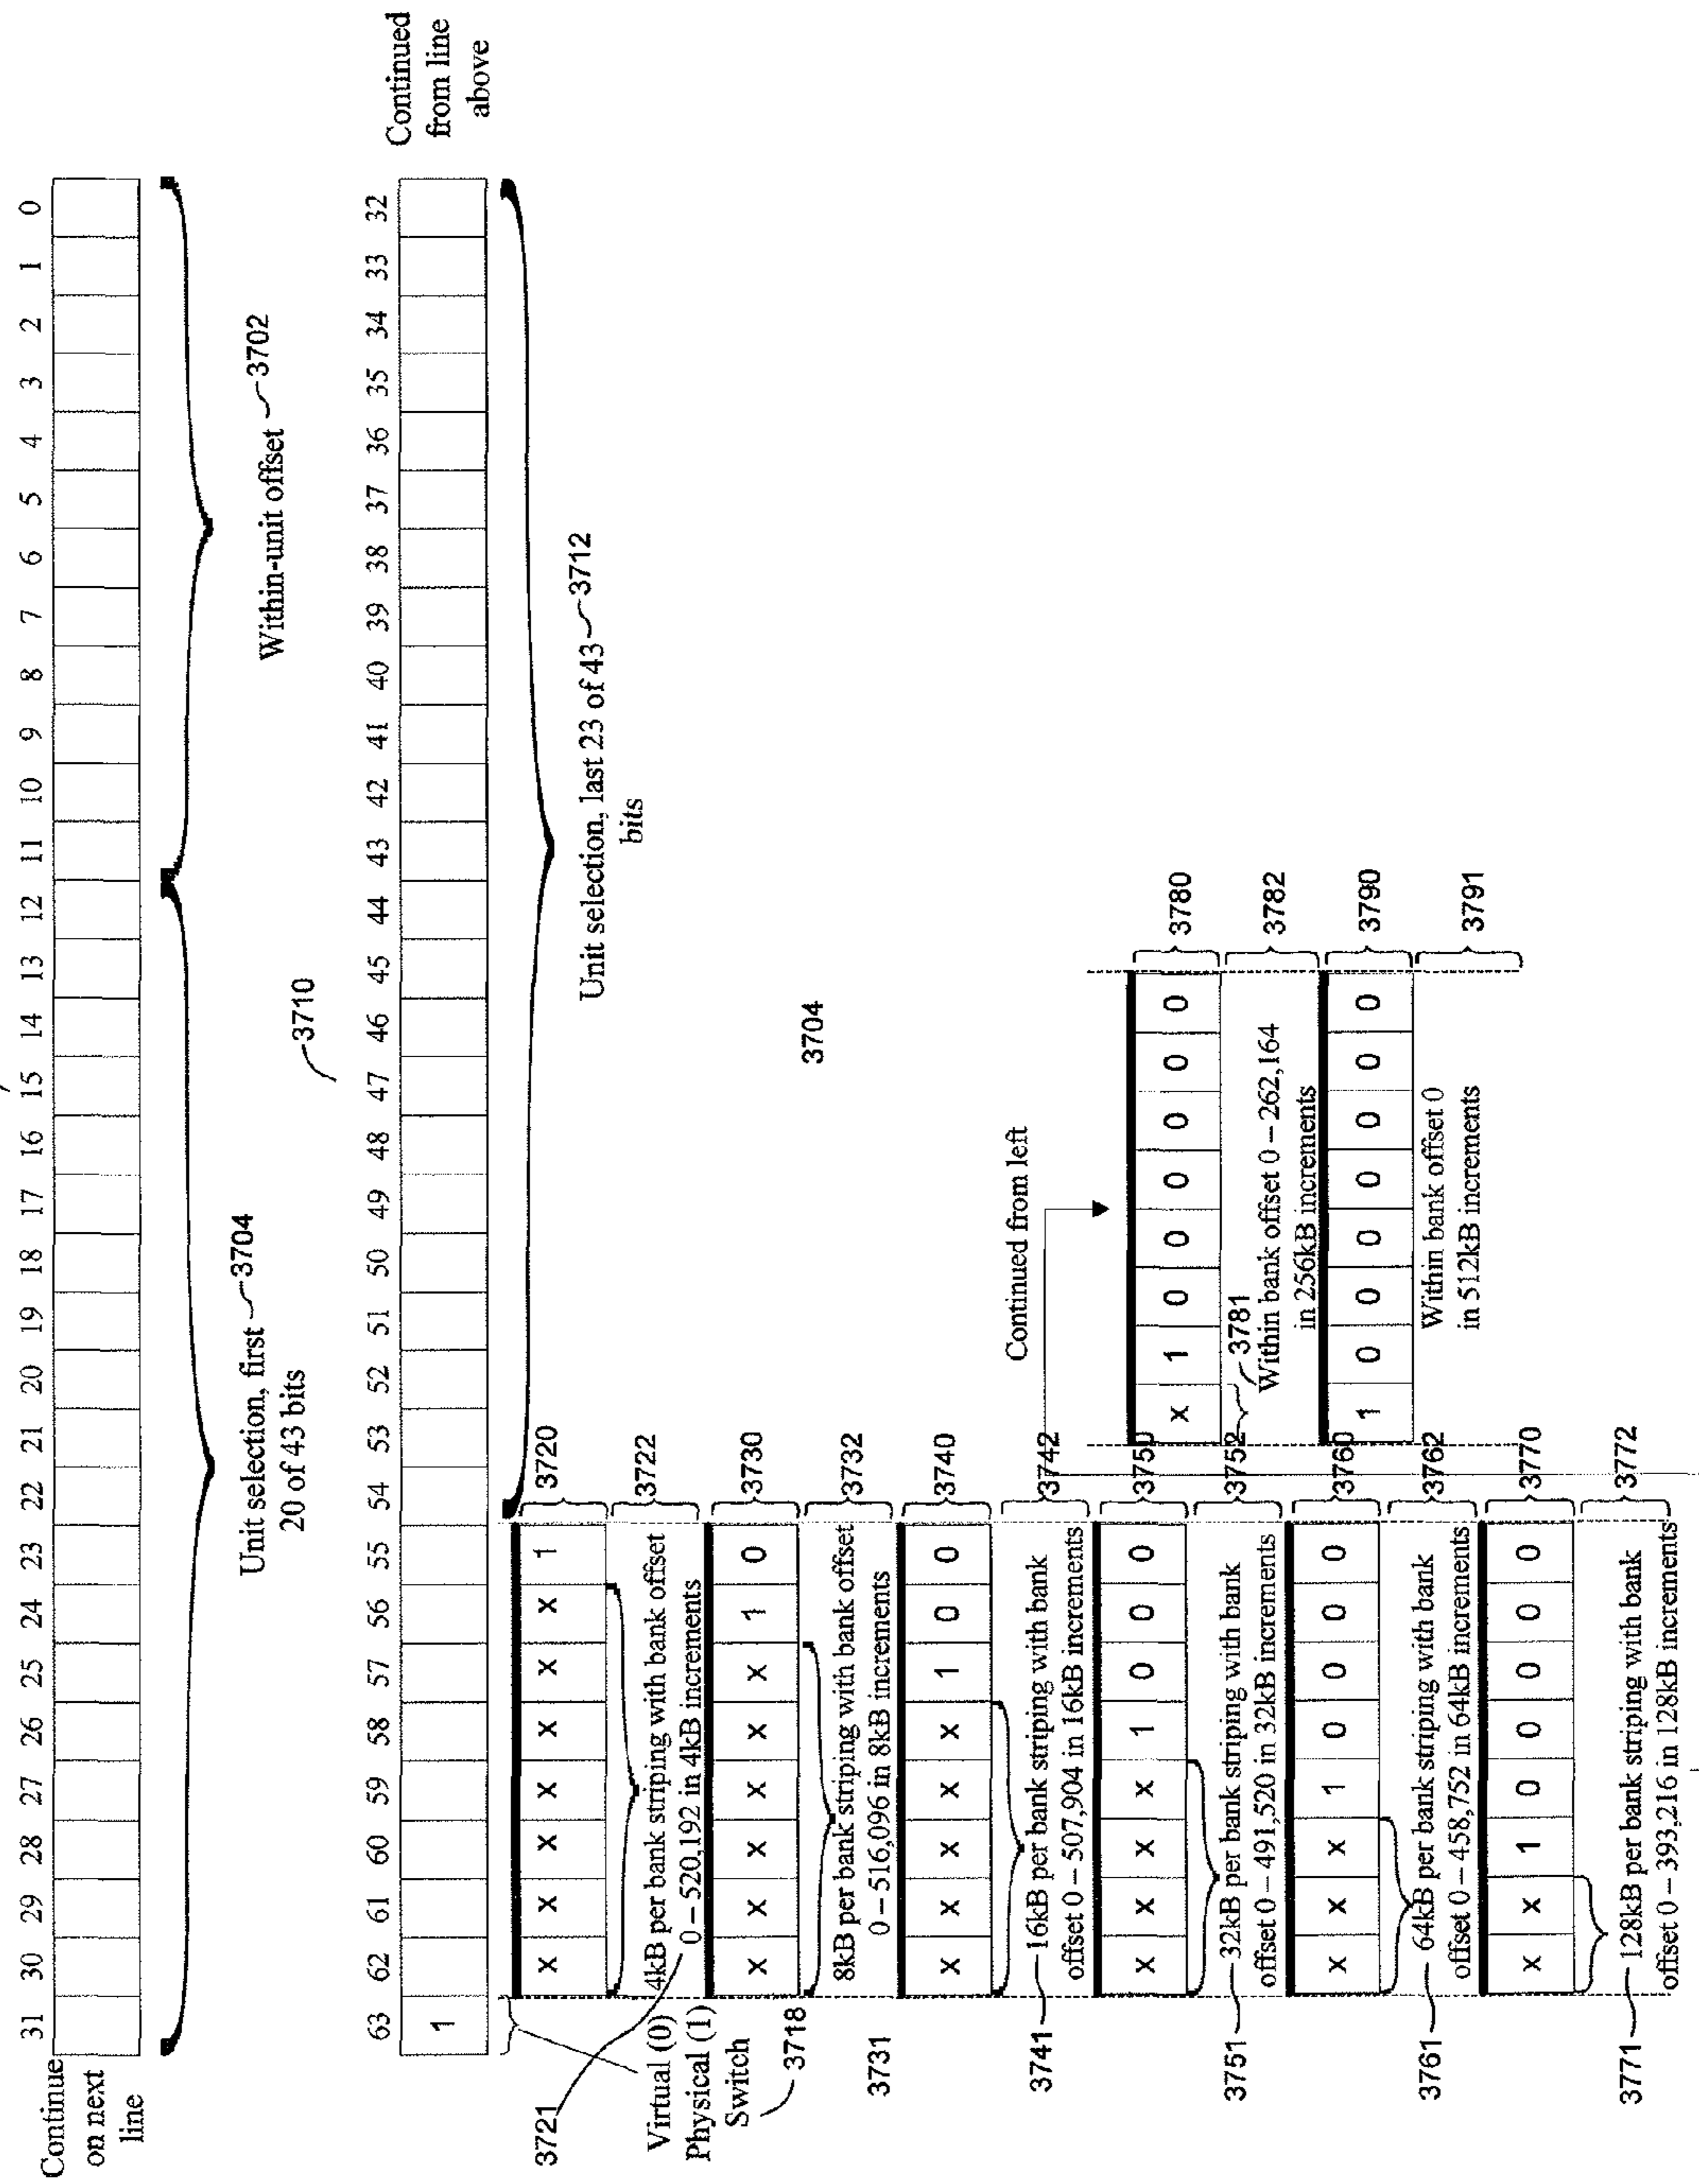 31 30 29 28 27 26 25 24 23 22 21 20 19 18 17 16 15 14 13 12 11 10 9 8 7 6 5 4 3 2 1 0
Continue
on next
line
Unit selection, first 3704
20 of 43 bits
Within-unit offset 3702
3710
63 62 61 60 59 58 57 56 55 54 53 52 51 50 49 48 47 46 45 44 43 42 41 40 39 38 37 36 35 34 33 32
1
Continued
from line
above
Unit selection, last 23 of 43 3712
bits
3704
Virtual (0)
Physical (1)
Switch
3718
x x x x x x x 1 3720
3721
4kB per bank striping with bank offset 3722
0 – 520,192 in 4kB increments
x x x x x x 1 0 3730
3731
8kB per bank striping with bank offset 3732
0 – 516,096 in 8kB increments
x x x x x 1 0 0 3740
3741 16kB per bank striping with bank 3742
offset 0 – 507,904 in 16kB increments
x x x x 1 0 0 0 3750
3751 32kB per bank striping with bank 3752
offset 0 – 491,520 in 32kB increments
x x x 1 0 0 0 0 3760
3761 64kB per bank striping with bank 3762
offset 0 – 458,752 in 64kB increments
x x 1 0 0 0 0 0 3770
3771 128kB per bank striping with bank 3772
offset 0 – 393,216 in 128kB increments
Continued from left
x 1 0 0 0 0 0 0 3780
3781
Within bank offset 0 – 262,164 3782
in 256kB increments
1 0 0 0 0 0 0 0 3790
Within bank offset 0 3791
in 512kB increments